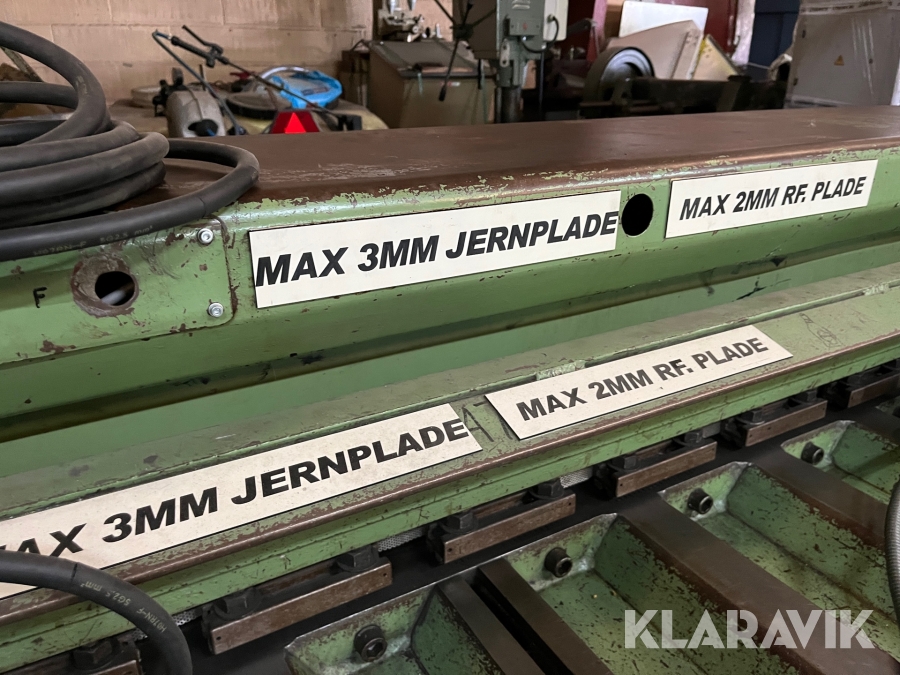 MAX 3MM JERNPLADE
MAX 2MM RF. PLADE
F
MAX 2MM RF. PLADE
MAX 3MM JERNPLADE
KLARAVIK